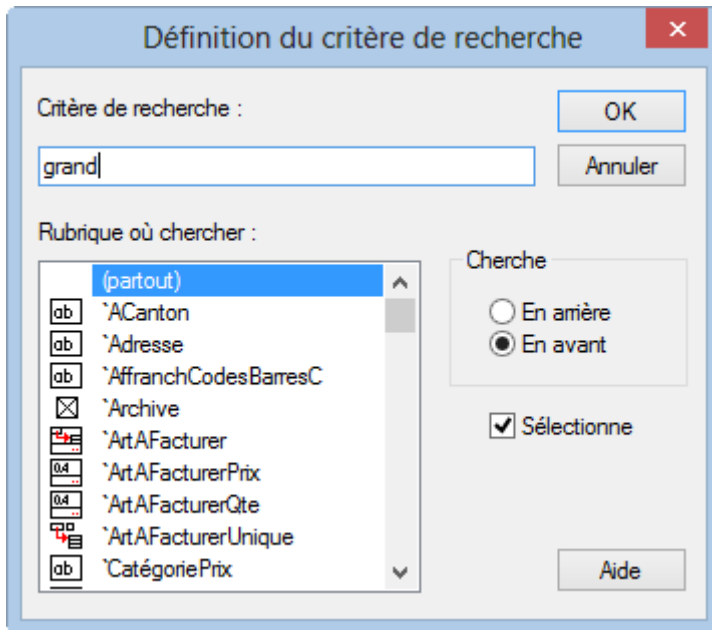 Définition du critère de recherche
Critère de recherche :
OK
grand
Annuler
Rubrique où chercher :
(partout)
`ACanton
`Adresse
`AffranchCodesBarresC
`Archive
`ArtAFacturer
`ArtAFacturerPrix
`ArtAFacturerQte
`ArtAFacturerUnique
`CatégoriePrix
Cherche
En arrière
En avant
Sélectionne
Aide